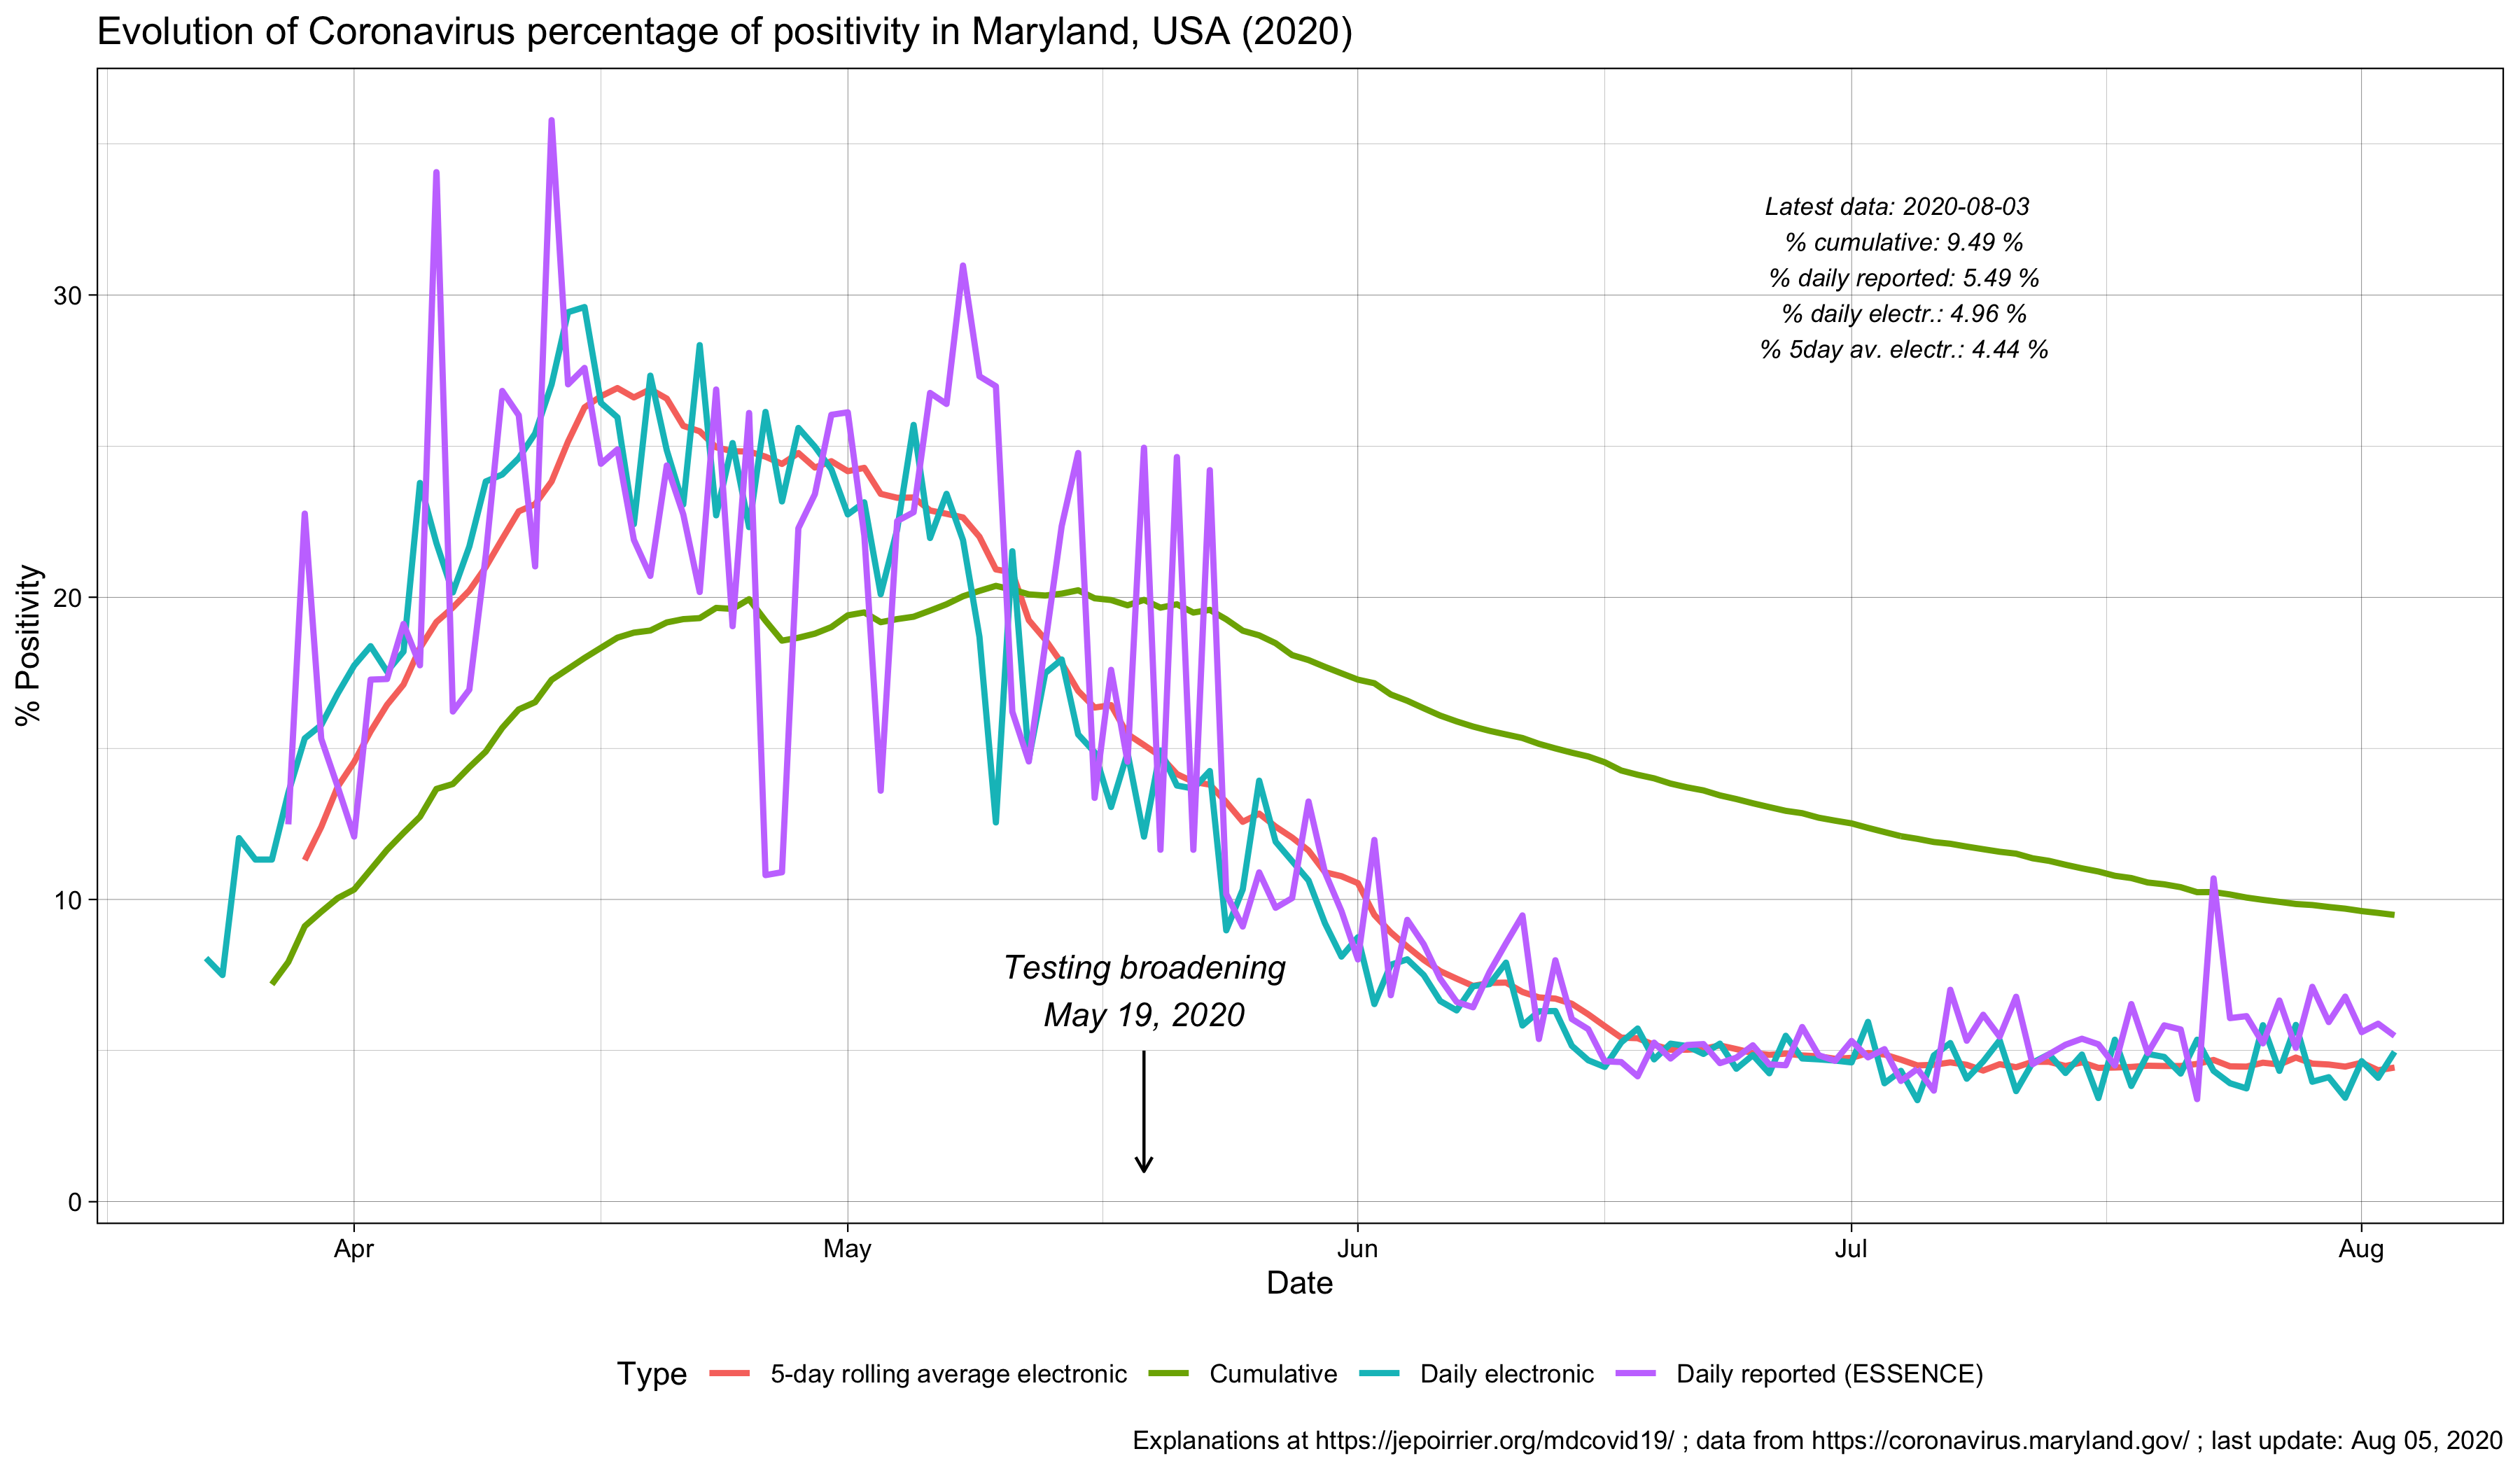 Evolution of Coronavirus percentage of positivity in Maryland, USA (2020)
Latest data: 2020-08-03
% cumulative: 9.49 %
% daily reported: 5.49 %
% daily electr.: 4.96 %
% 5day av. electr.: 4.44 %
30
20
10
0
% Positivity
Testing broadening
May 19, 2020
Apr May Jun Jul Aug
Date
Type 5-day rolling average electronic Cumulative Daily electronic Daily reported (ESSENCE)
Explanations at https://jepoirrier.org/mdcovid19/ ; data from https://coronavirus.maryland.gov/ ; last update: Aug 05, 2020